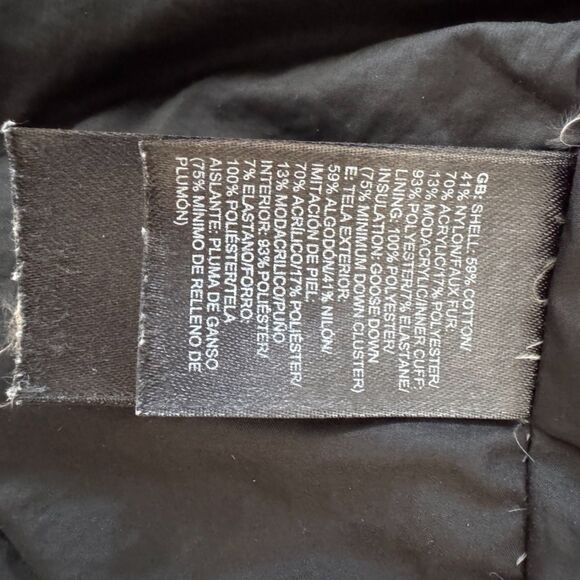 GB: SHELL: 59% COTTON/
41% NYLON/FAUX FUR:
70% ACRYLIC/17% POLYESTER/
13% MODACRYLIC/INNER CUFF:
93% POLYESTER/7% ELASTANE/
LINING: 100% POLYESTER/
INSULATION: GOOSE DOWN
(75% MINIMUM DOWN CLUSTER)
E: TELA EXTERIOR:
59% ALGODÓN/41% NILÓN/
IMITACIÓN DE PIEL:
70% ACRÍLICO/17% POLIÉSTER/
13% MODACRILICO/PUÑO
INTERIOR: 93% POLIÉSTER/
7% ELASTANO/FORRO:
100% POLIÉSTER/TELA
AISLANTE: PLUMA DE GANSO
(75% MÍNIMO DE RELLENO DE
PLUMÓN)